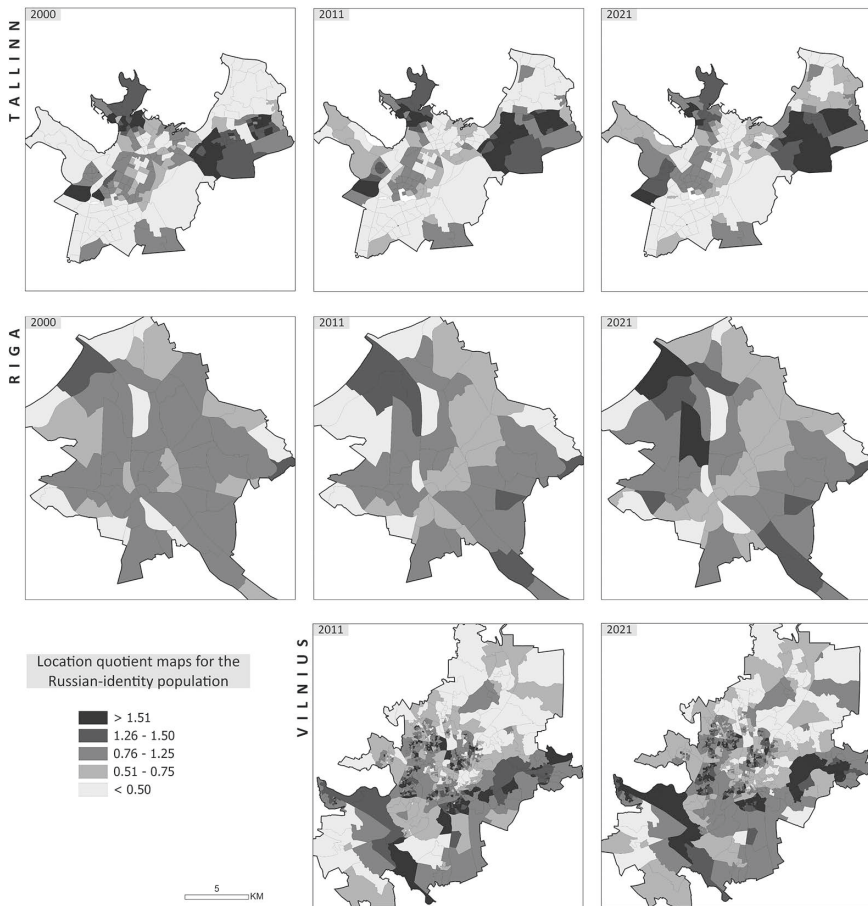 TALLINN
2000
2011
2021
RIGA
2000
2011
2021
VILNIUS
2011
2021
Location quotient maps for the
Russian-identity population
> 1.51
1.26 - 1.50
0.76 - 1.25
0.51 - 0.75
< 0.50
5
KM